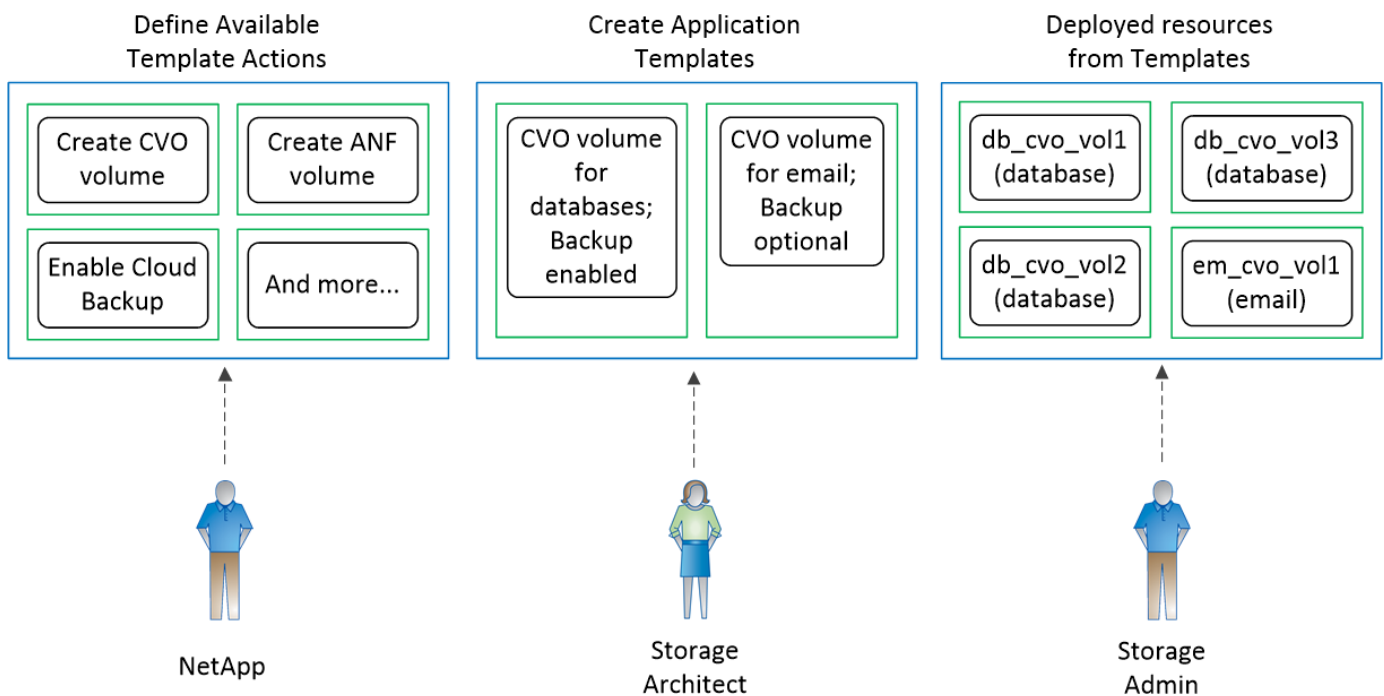 Define Available
Template Actions
Create CVO
volume
Create ANF
volume
Enable Cloud
Backup
And more...
NetApp
Create Application
Templates
CVO volume
for
databases;
Backup
enabled
CVO volume
for email;
Backup
optional
Storage
Architect
Deployed resources
from Templates
db_cvo_vol1
(database)
db_cvo_vol3
(database)
db_cvo_vol2
(database)
em_cvo_vol1
(email)
Storage
Admin